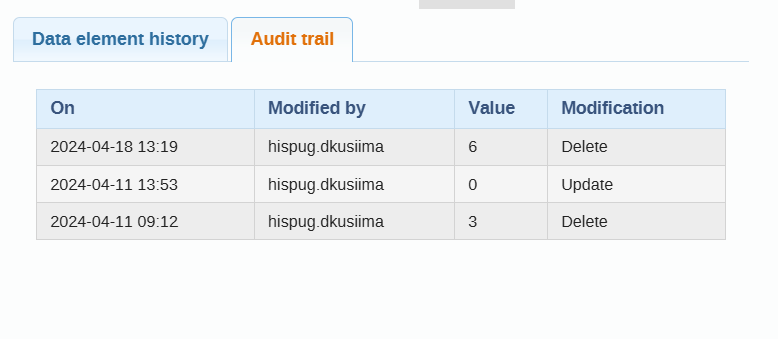 Data element history Audit trail
On Modified by Value Modification
2024-04-18 13:19 hispug.dkusiima 6 Delete
2024-04-11 13:53 hispug.dkusiima 0 Update
2024-04-11 09:12 hispug.dkusiima 3 Delete